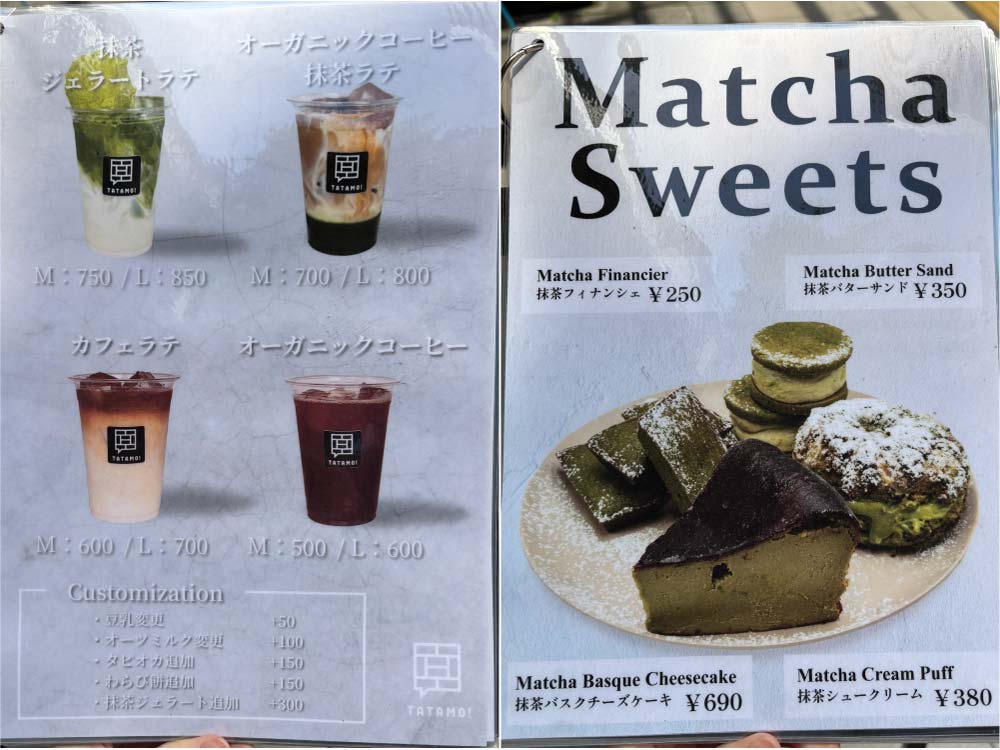 抹茶
ジェラートラテ
オーガニックコーヒー
抹茶ラテ
TATAMO!
TATAMO!
M：750 / L：850
M：700 / L：800
カフェラテ
オーガニックコーヒー
TATAMO!
TATAMO!
M：600 / L：700
M：500 / L：600
Customization
・豆乳変更 +50
・オーツミルク変更 +100
・タピオカ追加 +150
・わらび餅追加 +150
・抹茶ジェラート追加 +300
TATAMO!
Matcha
Sweets
Matcha Financier
抹茶フィナンシェ ¥250
Matcha Butter Sand
抹茶バターサンド ¥350
Matcha Basque Cheesecake
抹茶バスクチーズケーキ ¥690
Matcha Cream Puff
抹茶シュークリーム ¥380